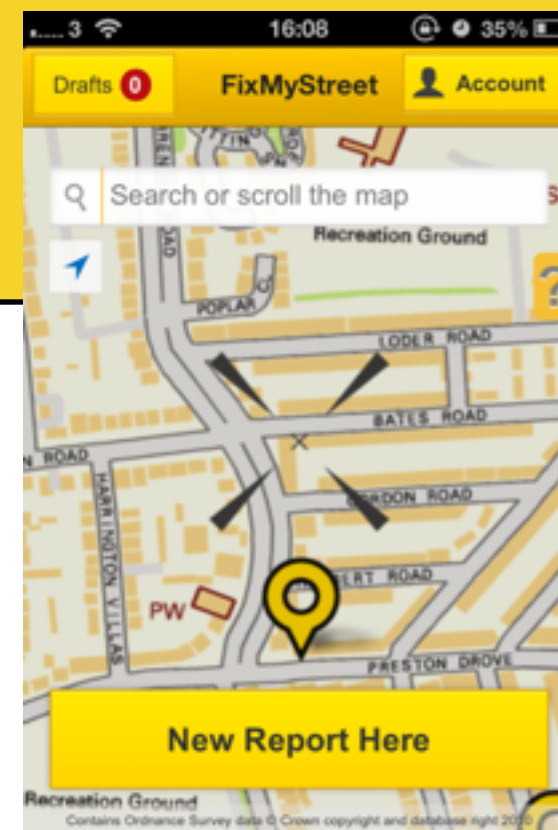 3 16:08 35%
Drafts 0 FixMyStreet Account
Search or scroll the map
Recreation Ground
?
POPLAR
LODER ROAD
BATES ROAD
ROAD
HARRINGTON VILLAS
ROAD
PW
ROAD
PRESTON DROVE
New Report Here
Recreation Ground
Contains Ordnance Survey data © Crown copyright and database right